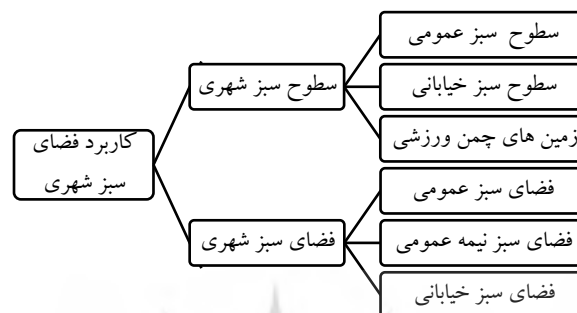 سطوح سبز عمومی
سطوح سبز خیابانی
سطوح سبز شهری
زمین های چمن ورزشی
کاربرد فضای
سبز شهری
فضای سبز عمومی
فضای سبز نیمه عمومی
فضای سبز شهری
فضای سبز خیابانی